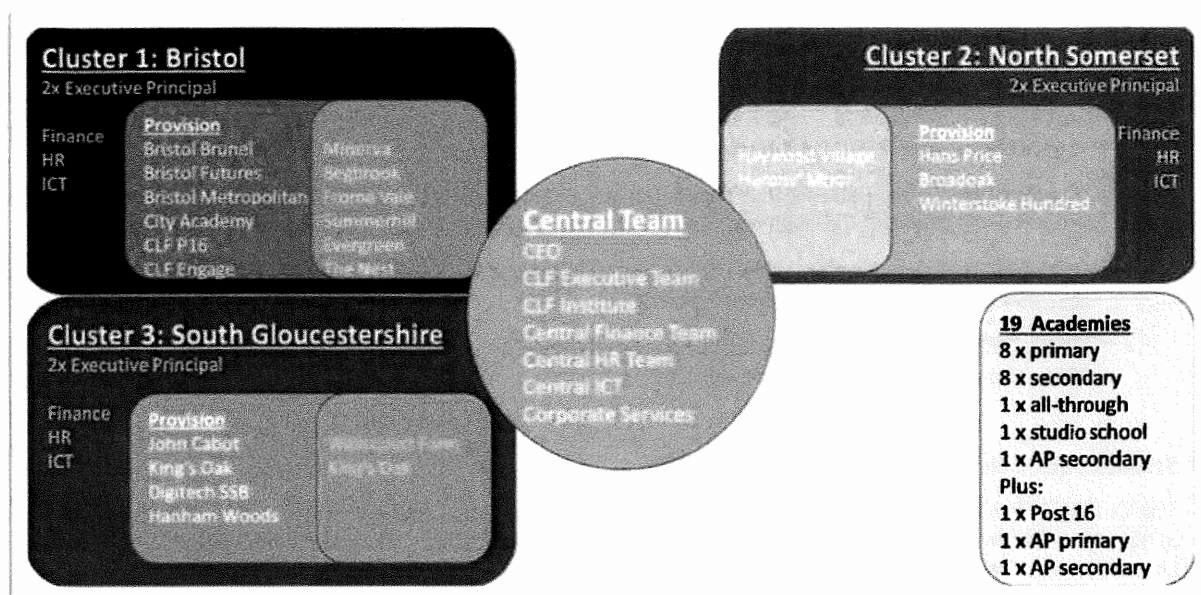 Cluster 1: Bristol
2x Executive Principal
Finance
HR
ICT
Provision
Bristol Brunel
Bristol Futures
Bristol Metropolitan
City Academy
CLF P16
CLF Engage
Minerva
Begbrook
Frome Vale
Summerhill
Evergreen
The Nest
Cluster 2: North Somerset
2x Executive Principal
Haywood Village
Herons' Moor
Provision
Hans Price
Broadoak
Winterstoke Hundred
Finance
HR
ICT
Central Team
CEO
CLF Executive Team
CLF Institute
Central Finance Team
Central HR Team
Central ICT
Corporate Services
Cluster 3: South Gloucestershire
2x Executive Principal
Finance
HR
ICT
Provision
John Cabot
King's Oak
Digitech SSB
Hanham Woods
King's Oak
19 Academies
8 x primary
8 x secondary
1 x all-through
1 x studio school
1 x AP secondary
Plus:
1 x Post 16
1 x AP primary
1 x AP secondary